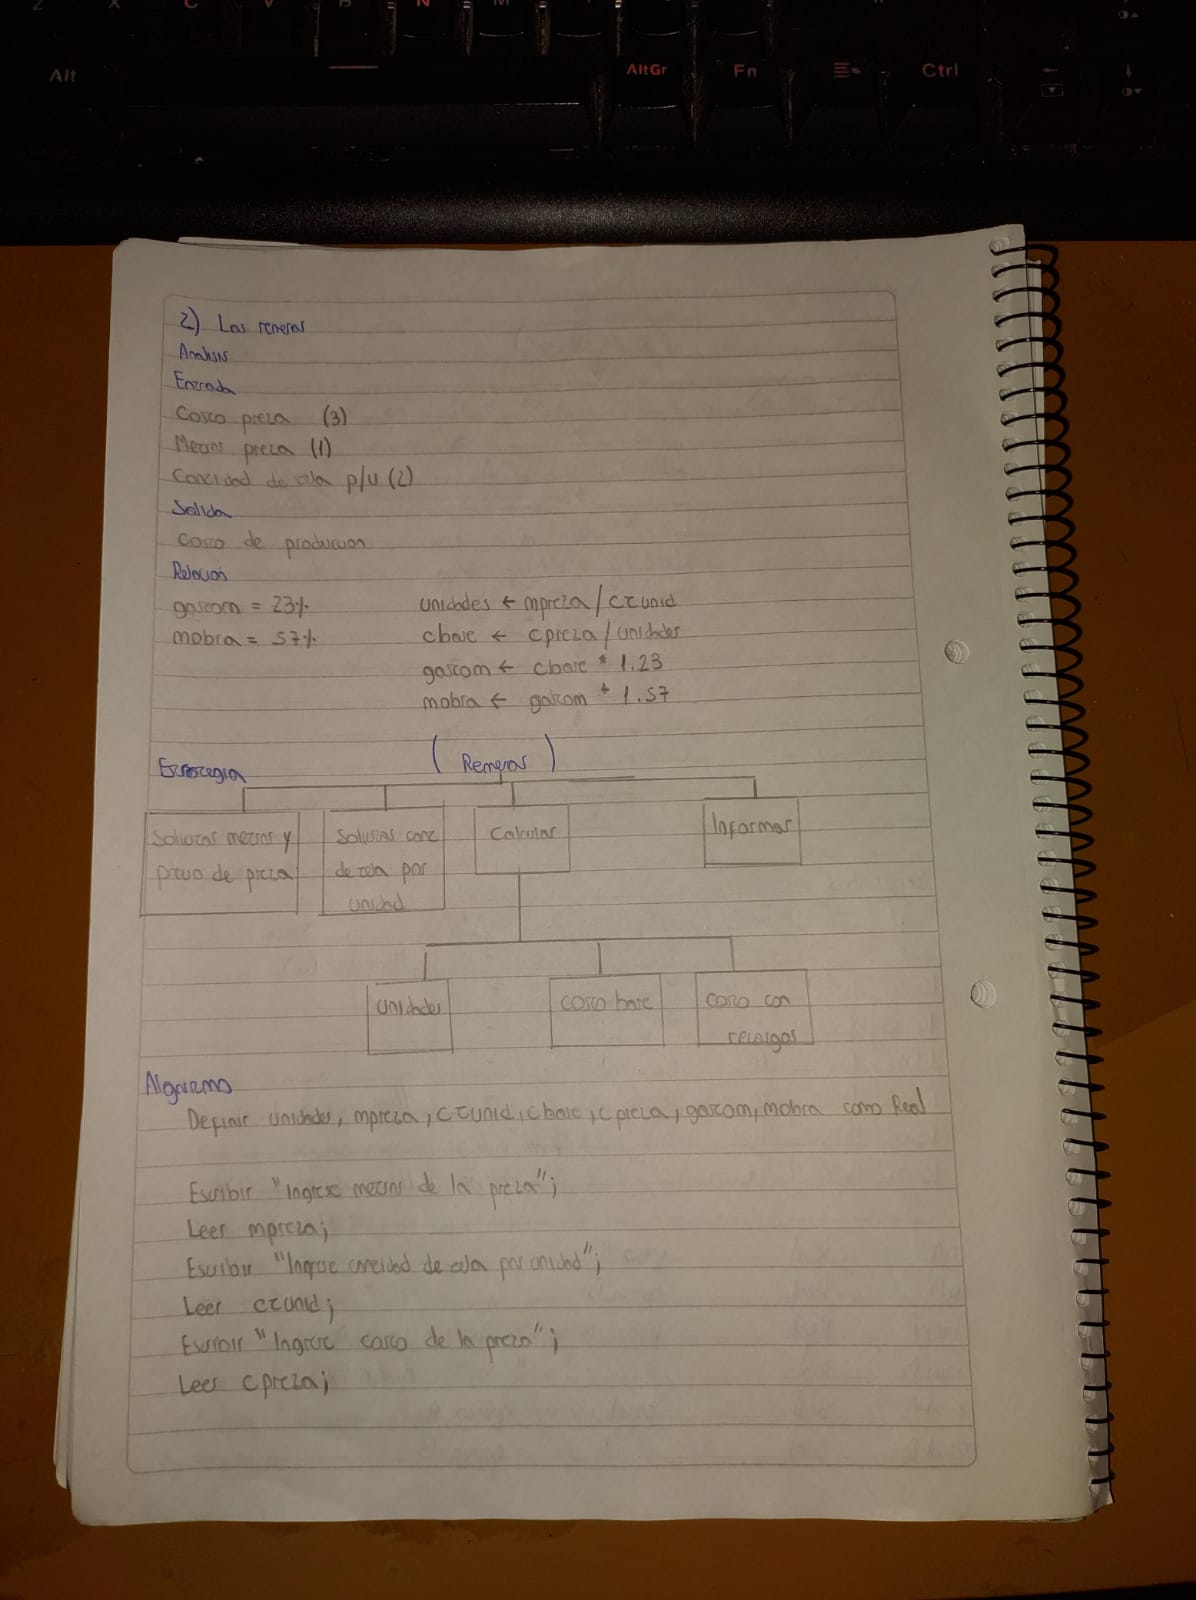 Alt
AltGr
Fn
Ctrl
2) Las remeras
Analisis
Entrada
Costo pieza (3)
Metros pieza (1)
Cantidad de tela p/u (2)
Salida
Costo de produccion
Relacion
gastom = 23% unidades ← mpieza/ctunid
mobra = 57% cbase ← cpieza/unidades
gastom ← cbase * 1.23
mobra ← gastom * 1.57
Estrategia (Remeras)
Solicitar metros y Solicitar cant Calcular Informar
precio de pieza de tela por
unidad
Unidades costo base costo con
recargos
Algoritmo
Definir unidades, mpieza, ctunid, cbase, cpieza, gastom, mobra como Real
Escribir "Ingrese metros de la pieza";
Leer mpieza;
Escribir "Ingrese cantidad de tela por unidad";
Leer ctunid;
Escribir "Ingrese costo de la pieza";
Leer cpieza;